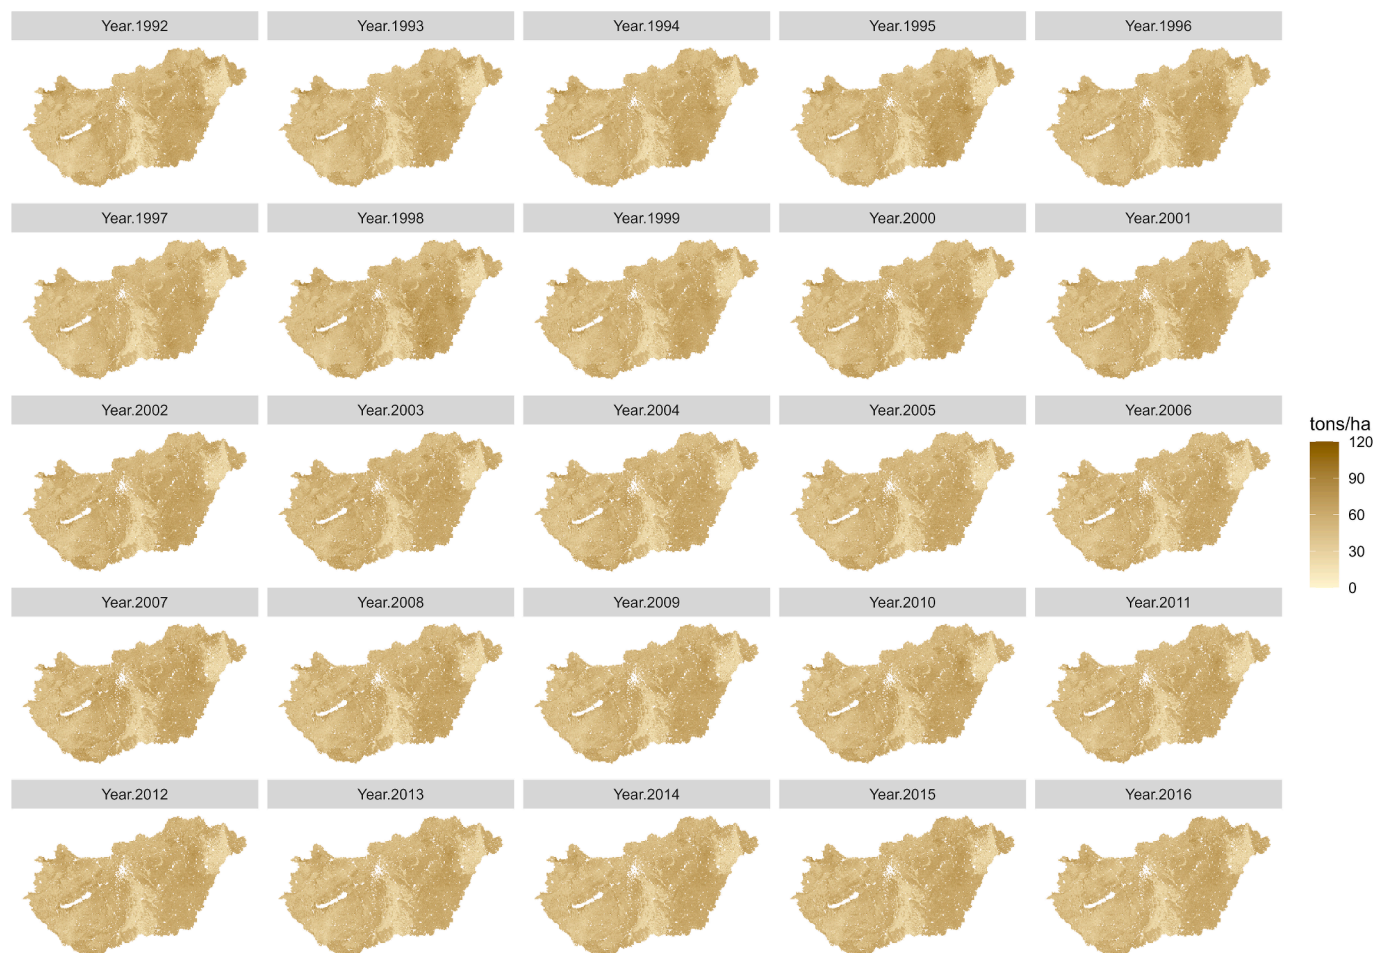 Year.1992 Year.1993 Year.1994 Year.1995 Year.1996
Year.1997 Year.1998 Year.1999 Year.2000 Year.2001
Year.2002 Year.2003 Year.2004 Year.2005 Year.2006
tons/ha
120
90
60
30
0
Year.2007 Year.2008 Year.2009 Year.2010 Year.2011
Year.2012 Year.2013 Year.2014 Year.2015 Year.2016